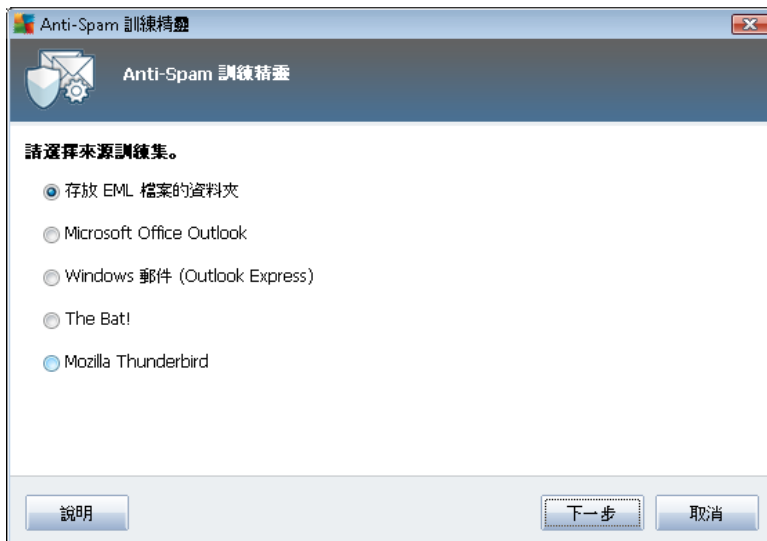 Anti-Spam 訓練精靈
Anti-Spam 訓練精靈
請選擇來源訓練集。
存放 EML 檔案的資料夾
Microsoft Office Outlook
Windows 郵件 (Outlook Express)
The Bat!
Mozilla Thunderbird
說明
下一步
取消